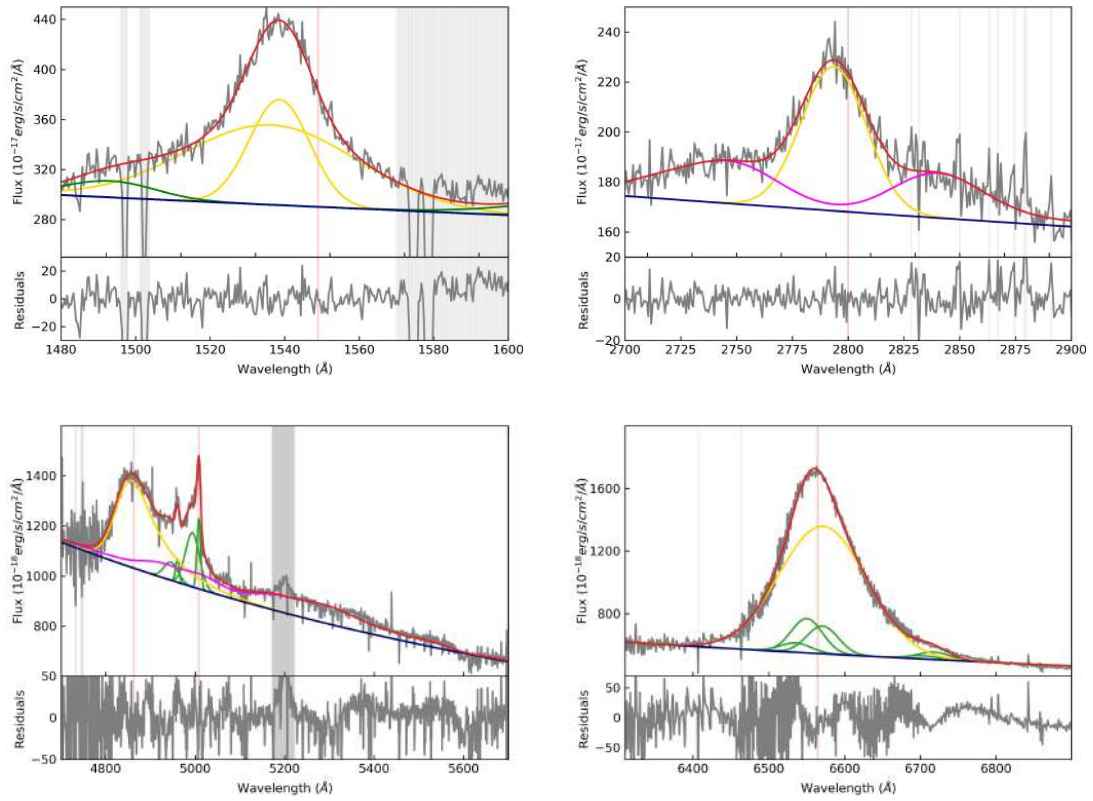 440
400
360
320
280
Flux (10⁻¹⁷erg/s/cm²/Å)
20
0
−20
Residuals
1480 1500 1520 1540 1560 1580 1600
Wavelength (Å)
240
220
200
180
160
Flux (10⁻¹⁷erg/s/cm²/Å)
20
0
−20
Residuals
2700 2725 2750 2775 2800 2825 2850 2875 2900
Wavelength (Å)
1400
1200
1000
800
Flux (10⁻¹⁸erg/s/cm²/Å)
50
0
−50
Residuals
4800 5000 5200 5400 5600
Wavelength (Å)
1600
1200
800
Flux (10⁻¹⁸erg/s/cm²/Å)
50
0
−50
Residuals
6400 6500 6600 6700 6800
Wavelength (Å)